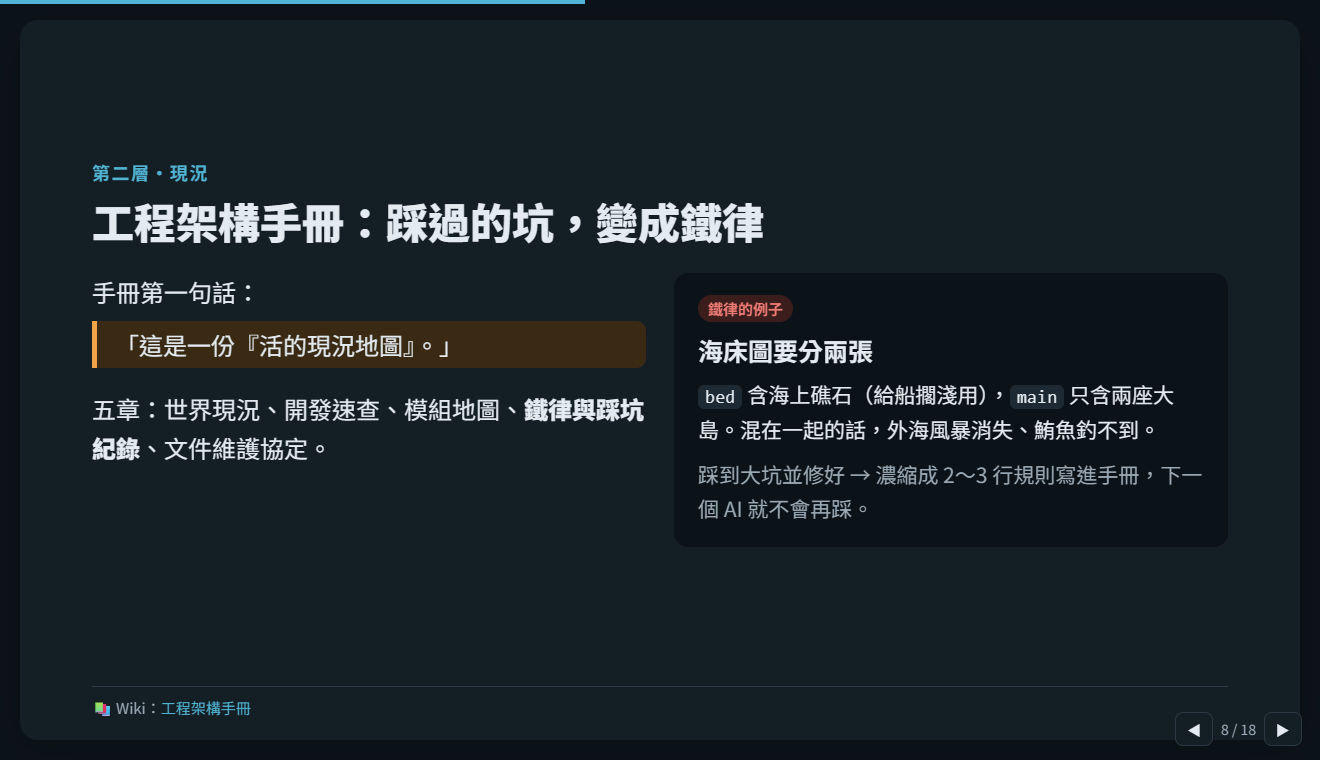 第二層・現況
工程架構手冊：踩過的坑，變成鐵律
手冊第一句話：
「這是一份『活的現況地圖』。」
五章：世界現況、開發速查、模組地圖、鐵律與踩坑
紀錄、文件維護協定。
鐵律的例子
海床圖要分兩張
bed 含海上礁石（給船擱淺用），main 只含兩座大
島。混在一起的話，外海風暴消失、鮪魚釣不到。
踩到大坑並修好 → 濃縮成 2～3 行規則寫進手冊，下一
個 AI 就不會再踩。
📚 Wiki：工程架構手冊
◀ 8 / 18 ▶